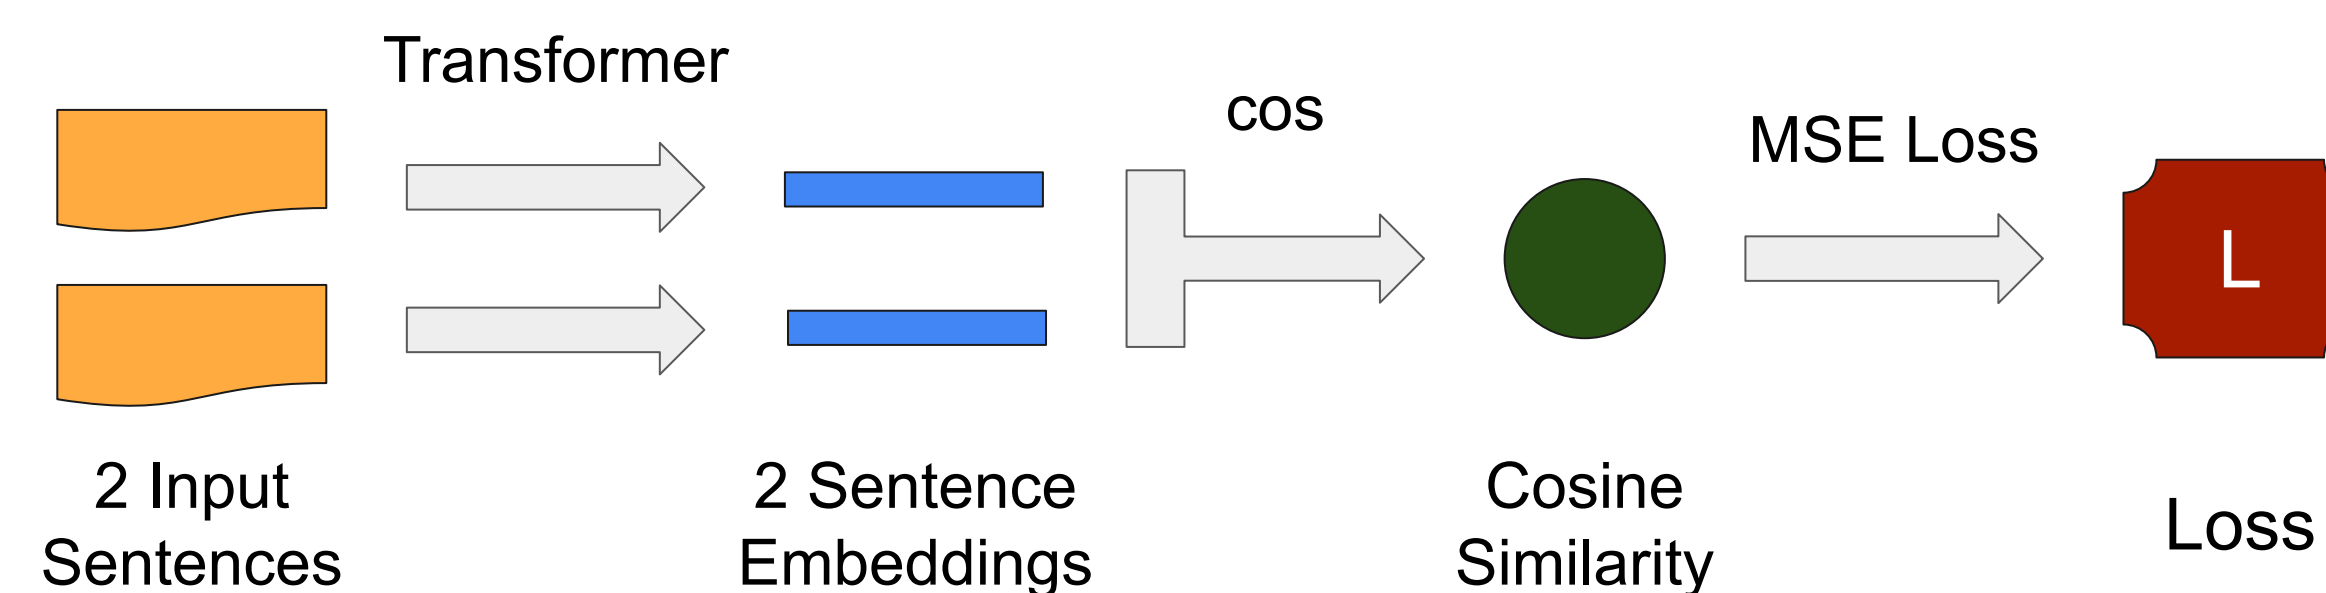 Transformer
cos
MSE Loss
L
2 Input
Sentences
2 Sentence
Embeddings
Cosine
Similarity
Loss